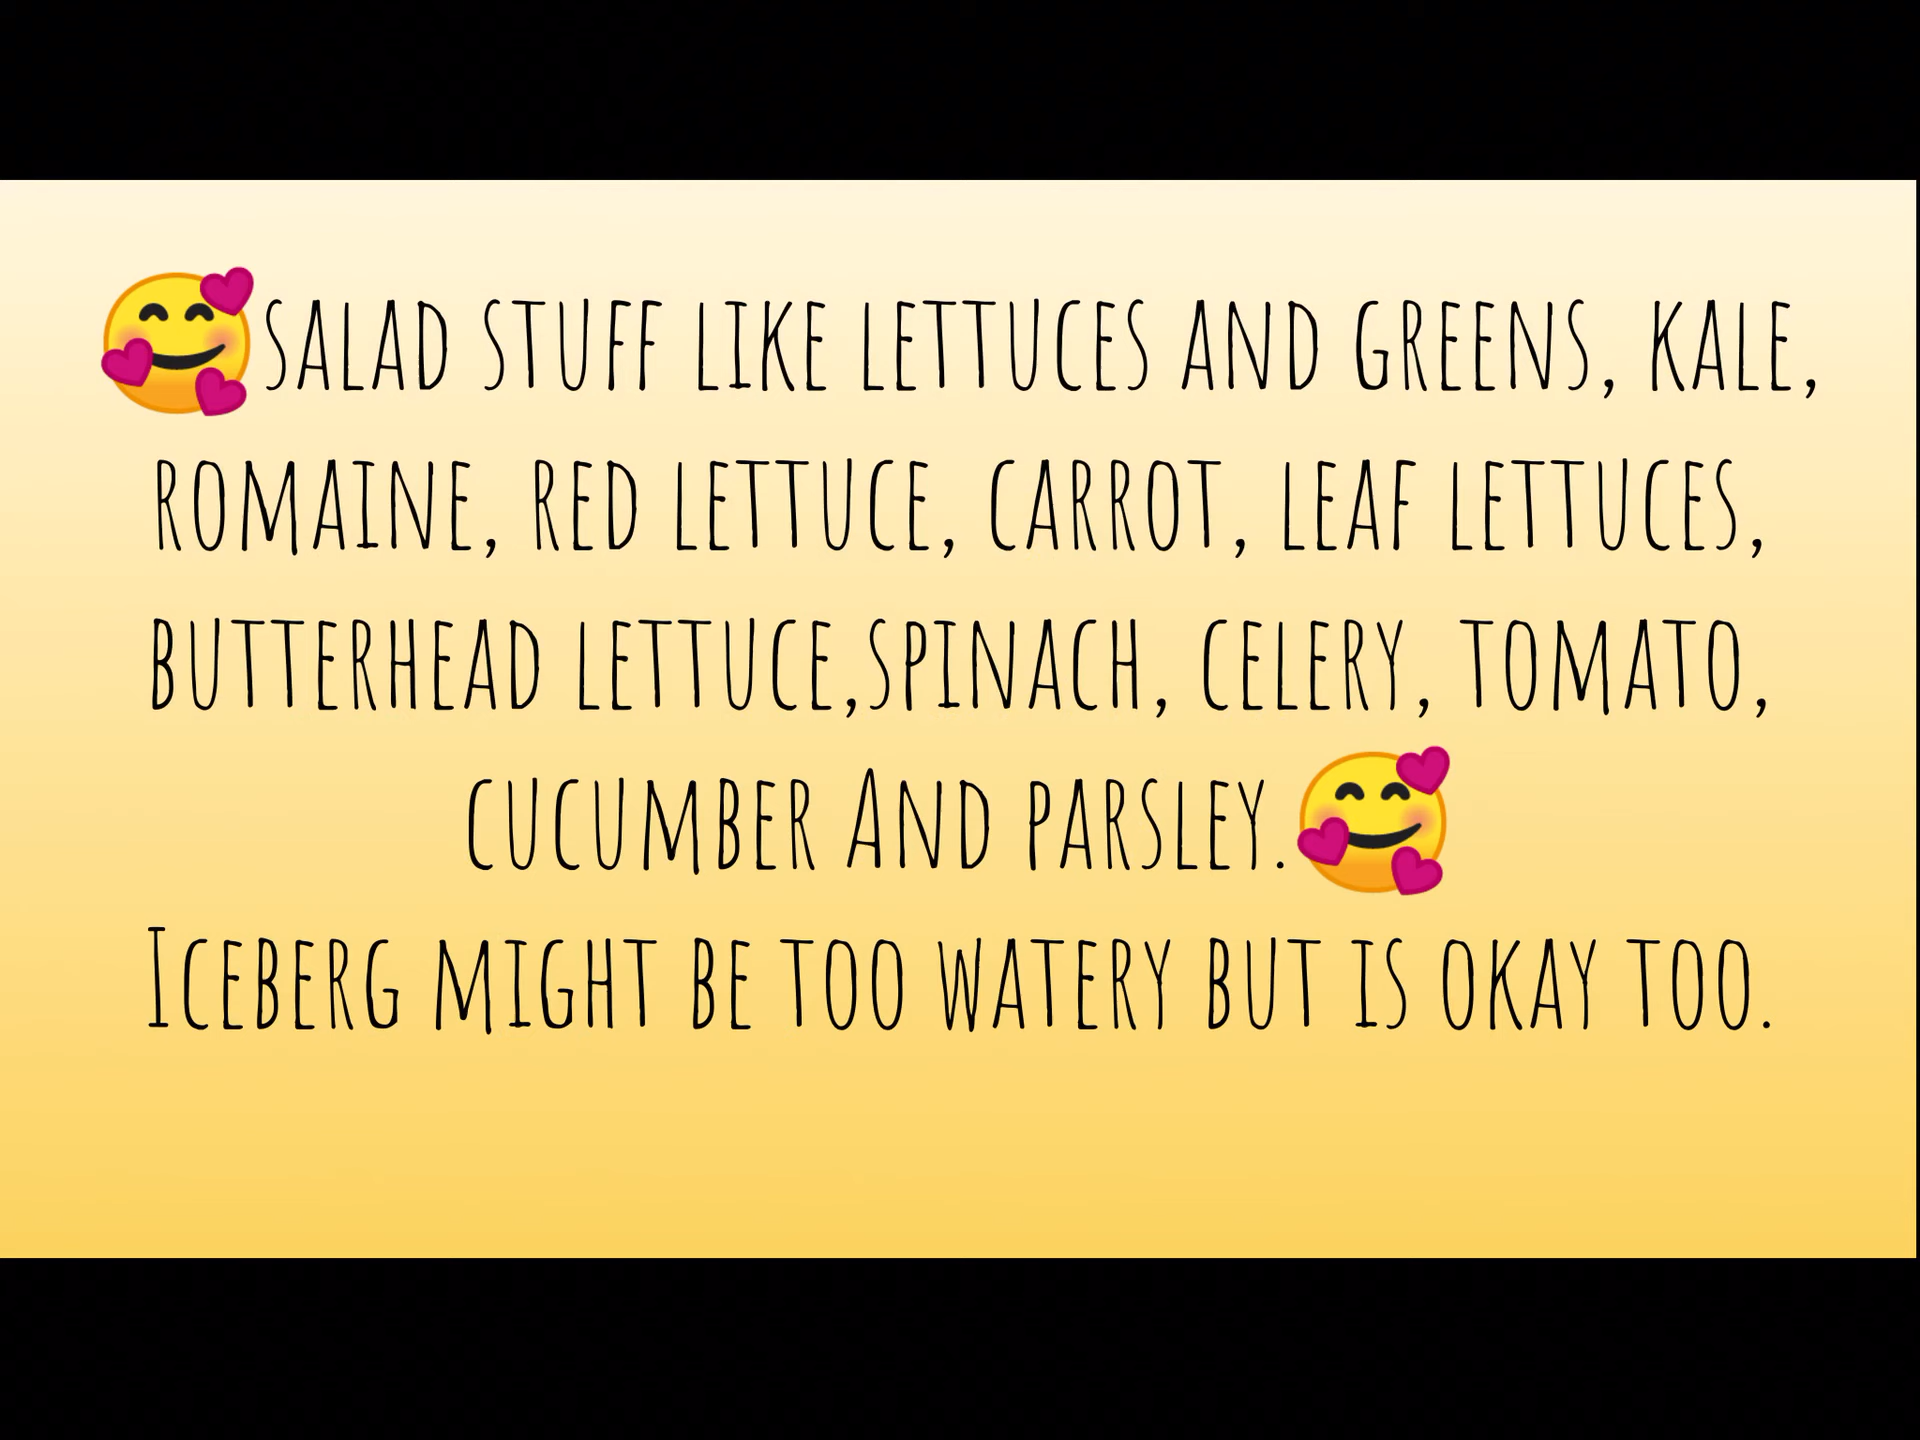 🥰SALAD STUFF LIKE LETTUCES AND GREENS, KALE,
ROMAINE, RED LETTUCE, CARROT, LEAF LETTUCES,
BUTTERHEAD LETTUCE,SPINACH, CELERY, TOMATO,
CUCUMBER AND PARSLEY.🥰
ICEBERG MIGHT BE TOO WATERY BUT IS OKAY TOO.